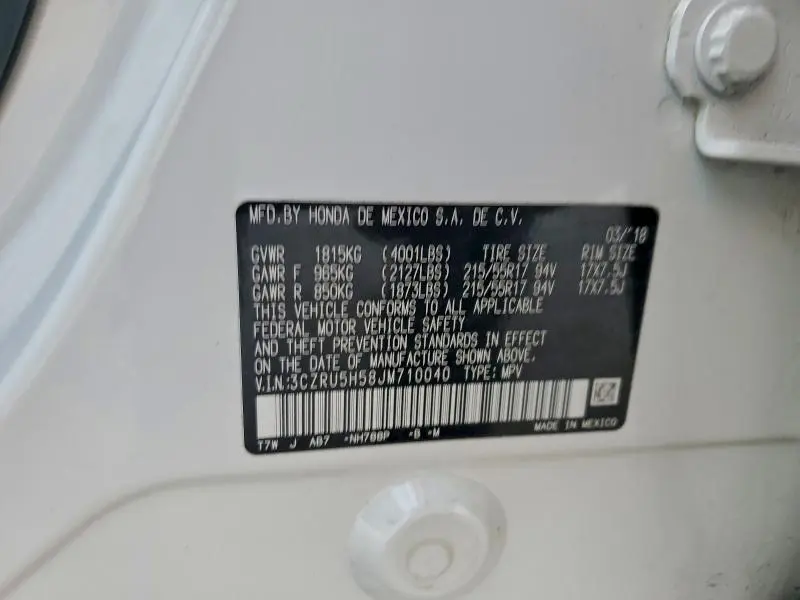 MFD.BY HONDA DE MEXICO S.A. DE C.V.
03/'18
GVWR 1815KG (4001LBS) TIRE SIZE RIM SIZE
GAWR F 965KG (2127LBS) 215/55R17 94V 17X7.5J
GAWR R 850KG (1873LBS) 215/55R17 94V 17X7.5J
THIS VEHICLE CONFORMS TO ALL APPLICABLE
FEDERAL MOTOR VEHICLE SAFETY
AND THEFT PREVENTION STANDARDS IN EFFECT
ON THE DATE OF MANUFACTURE SHOWN ABOVE.
V.I.N:3CZRU5H58JM710040 TYPE: MPV
T7W J AB7 -NH788P -B -M
MADE IN MEXICO